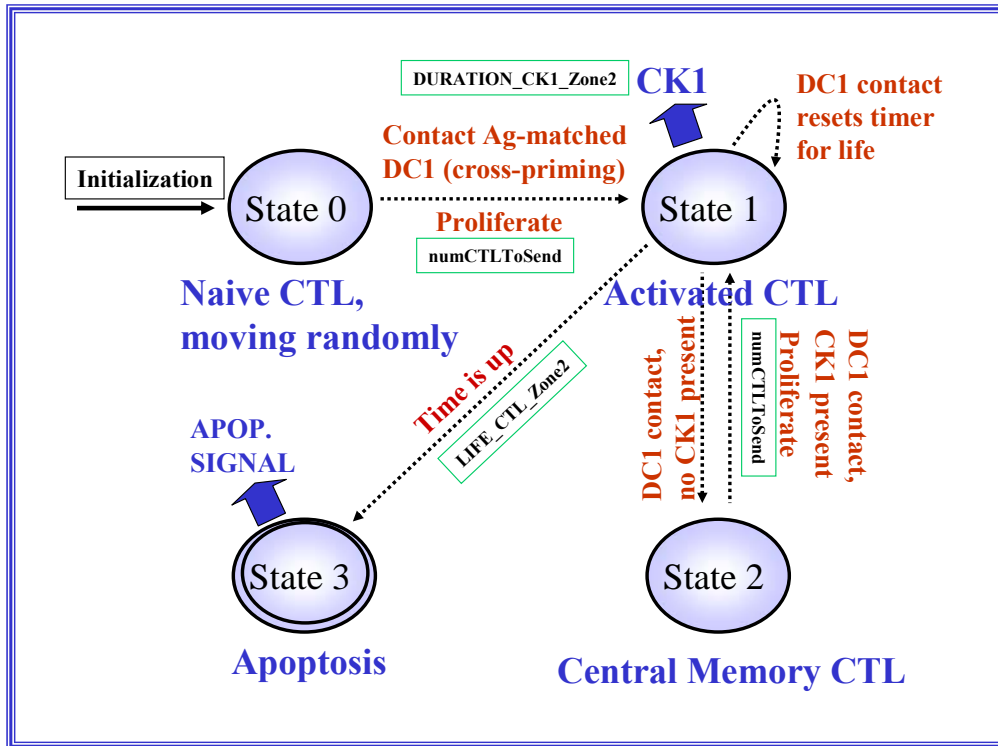 DURATION_CK1_Zone2
CK1
DC1 contact
resets timer
for life
Contact Ag-matched
DC1 (cross-priming)
Initialization
State 0
State 1
Proliferate
numCTLToSend
Naive CTL,
moving randomly
Activated CTL
Time is up
LIFE_CTL_Zone2
DC1 contact,
no CK1 present
DC1 contact,
CK1 present
Proliferate
numCTLToSend
APOP.
SIGNAL
State 3
State 2
Apoptosis
Central Memory CTL